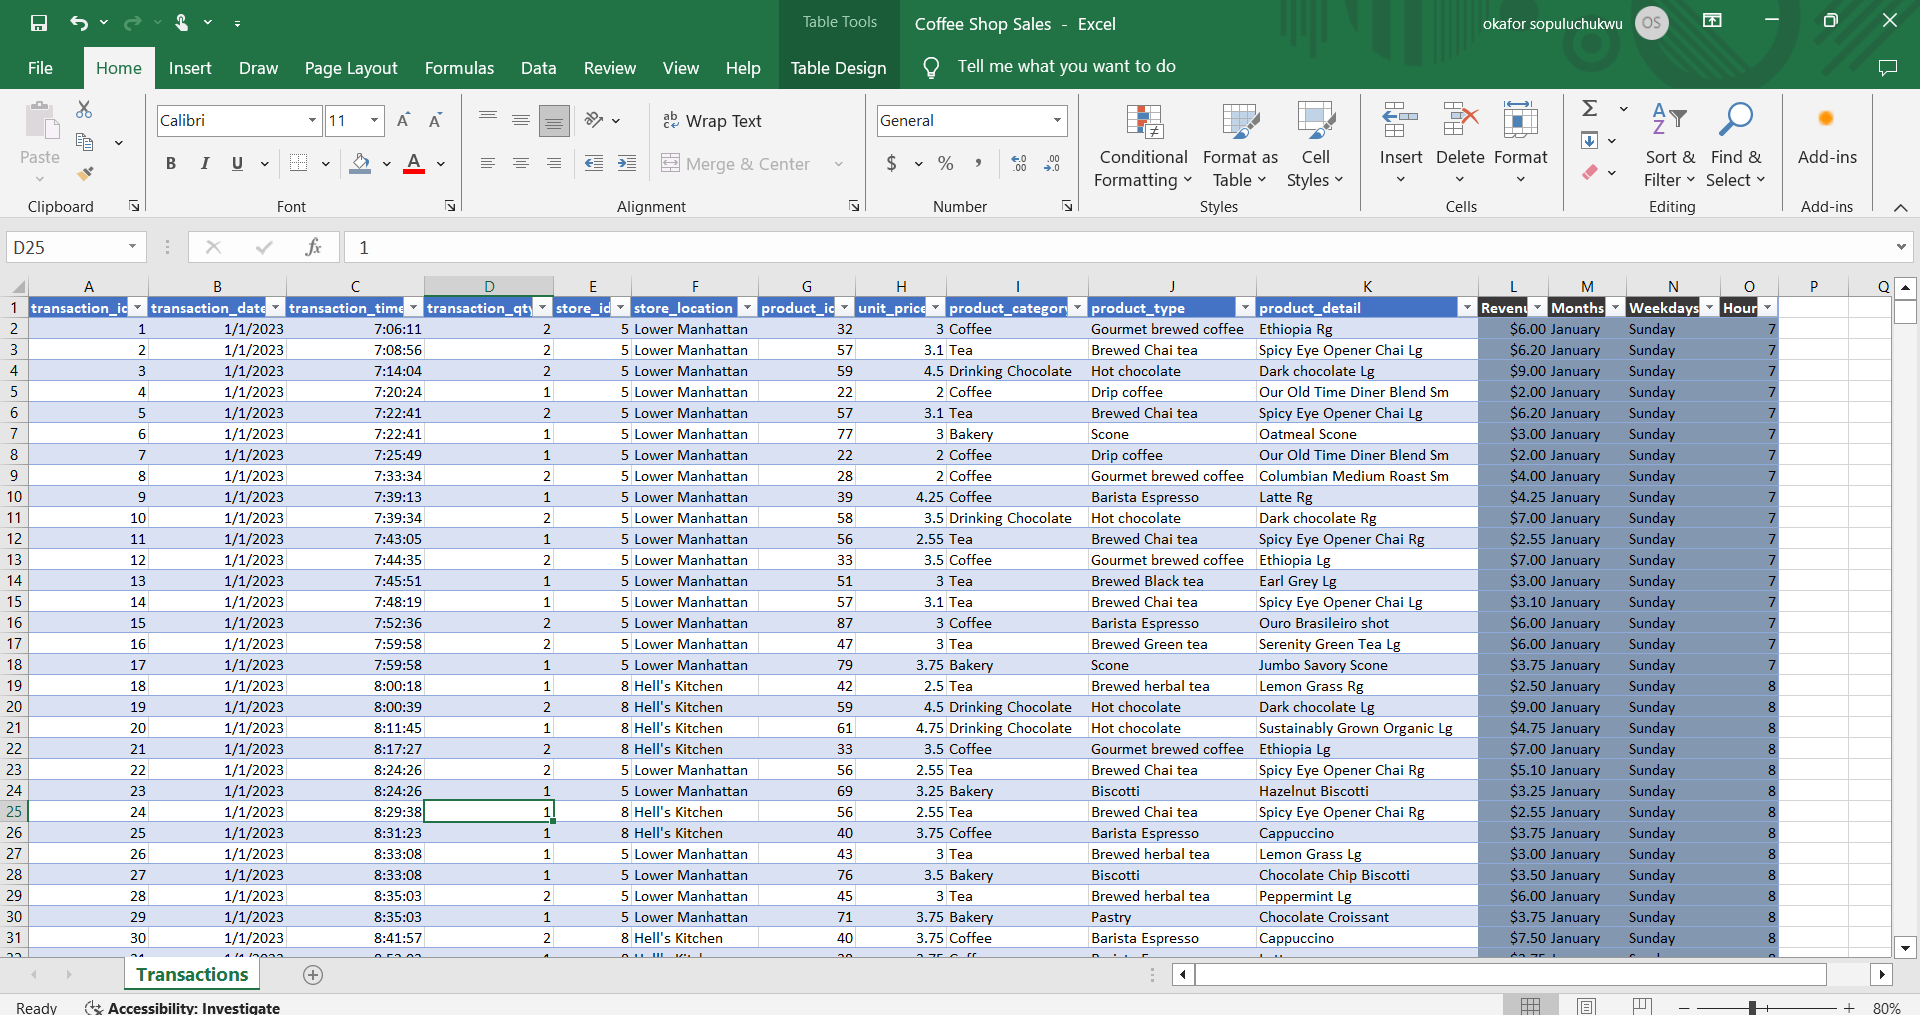 Table Tools
Coffee Shop Sales - Excel
okafor sopuluchukwu
OS
File Home Insert Draw Page Layout Formulas Data Review View Help Table Design Tell me what you want to do
Calibri 11 Wrap Text General
Paste B I U A Merge & Center $ % , Conditional Formatting Format as Table Cell Styles Insert Delete Format Sort & Filter Find & Select Add-ins
Clipboard Font Alignment Number Styles Cells Editing Add-ins
D25 fx 1
A B C D E F G H I J K L M N O P Q
1 transaction_id transaction_date transaction_time transaction_qty store_id store_location product_id unit_price product_category product_type product_detail Revenu Months Weekdays Hour
2 1 1/1/2023 7:06:11 2 5 Lower Manhattan 32 3 Coffee Gourmet brewed coffee Ethiopia Rg $6.00 January Sunday 7
3 2 1/1/2023 7:08:56 2 5 Lower Manhattan 57 3.1 Tea Brewed Chai tea Spicy Eye Opener Chai Lg $6.20 January Sunday 7
4 3 1/1/2023 7:14:04 2 5 Lower Manhattan 59 4.5 Drinking Chocolate Hot chocolate Dark chocolate Lg $9.00 January Sunday 7
5 4 1/1/2023 7:20:24 1 5 Lower Manhattan 22 2 Coffee Drip coffee Our Old Time Diner Blend Sm $2.00 January Sunday 7
6 5 1/1/2023 7:22:41 2 5 Lower Manhattan 57 3.1 Tea Brewed Chai tea Spicy Eye Opener Chai Lg $6.20 January Sunday 7
7 6 1/1/2023 7:22:41 1 5 Lower Manhattan 77 3 Bakery Scone Oatmeal Scone $3.00 January Sunday 7
8 7 1/1/2023 7:25:49 1 5 Lower Manhattan 22 2 Coffee Drip coffee Our Old Time Diner Blend Sm $2.00 January Sunday 7
9 8 1/1/2023 7:33:34 2 5 Lower Manhattan 28 2 Coffee Gourmet brewed coffee Columbian Medium Roast Sm $4.00 January Sunday 7
10 9 1/1/2023 7:39:13 1 5 Lower Manhattan 39 4.25 Coffee Barista Espresso Latte Rg $4.25 January Sunday 7
11 10 1/1/2023 7:39:34 2 5 Lower Manhattan 58 3.5 Drinking Chocolate Hot chocolate Dark chocolate Rg $7.00 January Sunday 7
12 11 1/1/2023 7:43:05 1 5 Lower Manhattan 56 2.55 Tea Brewed Chai tea Spicy Eye Opener Chai Rg $2.55 January Sunday 7
13 12 1/1/2023 7:44:35 2 5 Lower Manhattan 33 3.5 Coffee Gourmet brewed coffee Ethiopia Lg $7.00 January Sunday 7
14 13 1/1/2023 7:45:51 1 5 Lower Manhattan 51 3 Tea Brewed Black tea Earl Grey Lg $3.00 January Sunday 7
15 14 1/1/2023 7:48:19 1 5 Lower Manhattan 57 3.1 Tea Brewed Chai tea Spicy Eye Opener Chai Lg $3.10 January Sunday 7
16 15 1/1/2023 7:52:36 2 5 Lower Manhattan 87 3 Coffee Barista Espresso Ouro Brasileiro shot $6.00 January Sunday 7
17 16 1/1/2023 7:59:58 2 5 Lower Manhattan 47 3 Tea Brewed Green tea Serenity Green Tea Lg $6.00 January Sunday 7
18 17 1/1/2023 7:59:58 1 5 Lower Manhattan 79 3.75 Bakery Scone Jumbo Savory Scone $3.75 January Sunday 7
19 18 1/1/2023 8:00:18 1 8 Hell's Kitchen 42 2.5 Tea Brewed herbal tea Lemon Grass Rg $2.50 January Sunday 8
20 19 1/1/2023 8:00:39 2 8 Hell's Kitchen 59 4.5 Drinking Chocolate Hot chocolate Dark chocolate Lg $9.00 January Sunday 8
21 20 1/1/2023 8:11:45 1 8 Hell's Kitchen 61 4.75 Drinking Chocolate Hot chocolate Sustainably Grown Organic Lg $4.75 January Sunday 8
22 21 1/1/2023 8:17:27 2 8 Hell's Kitchen 33 3.5 Coffee Gourmet brewed coffee Ethiopia Lg $7.00 January Sunday 8
23 22 1/1/2023 8:24:26 2 5 Lower Manhattan 56 2.55 Tea Brewed Chai tea Spicy Eye Opener Chai Rg $5.10 January Sunday 8
24 23 1/1/2023 8:24:26 1 5 Lower Manhattan 69 3.25 Bakery Biscotti Hazelnut Biscotti $3.25 January Sunday 8
25 24 1/1/2023 8:29:38 1 8 Hell's Kitchen 56 2.55 Tea Brewed Chai tea Spicy Eye Opener Chai Rg $2.55 January Sunday 8
26 25 1/1/2023 8:31:23 1 8 Hell's Kitchen 40 3.75 Coffee Barista Espresso Cappuccino $3.75 January Sunday 8
27 26 1/1/2023 8:33:08 1 5 Lower Manhattan 43 3 Tea Brewed herbal tea Lemon Grass Lg $3.00 January Sunday 8
28 27 1/1/2023 8:33:08 1 5 Lower Manhattan 76 3.5 Bakery Biscotti Chocolate Chip Biscotti $3.50 January Sunday 8
29 28 1/1/2023 8:35:03 2 5 Lower Manhattan 45 3 Tea Brewed herbal tea Peppermint Lg $6.00 January Sunday 8
30 29 1/1/2023 8:35:03 1 5 Lower Manhattan 71 3.75 Bakery Pastry Chocolate Croissant $3.75 January Sunday 8
31 30 1/1/2023 8:41:57 2 8 Hell's Kitchen 40 3.75 Coffee Barista Espresso Cappuccino $7.50 January Sunday 8
Transactions
Ready Accessibility: Investigate 80%